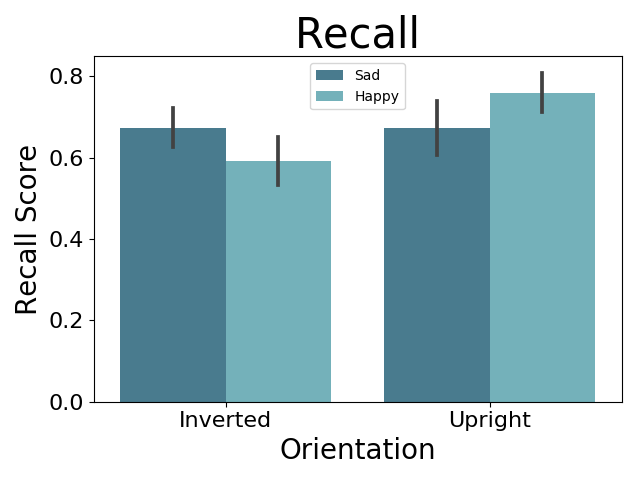 Recall
Sad
Happy
0.8
0.6
0.4
0.2
0.0
Recall Score
Inverted
Upright
Orientation